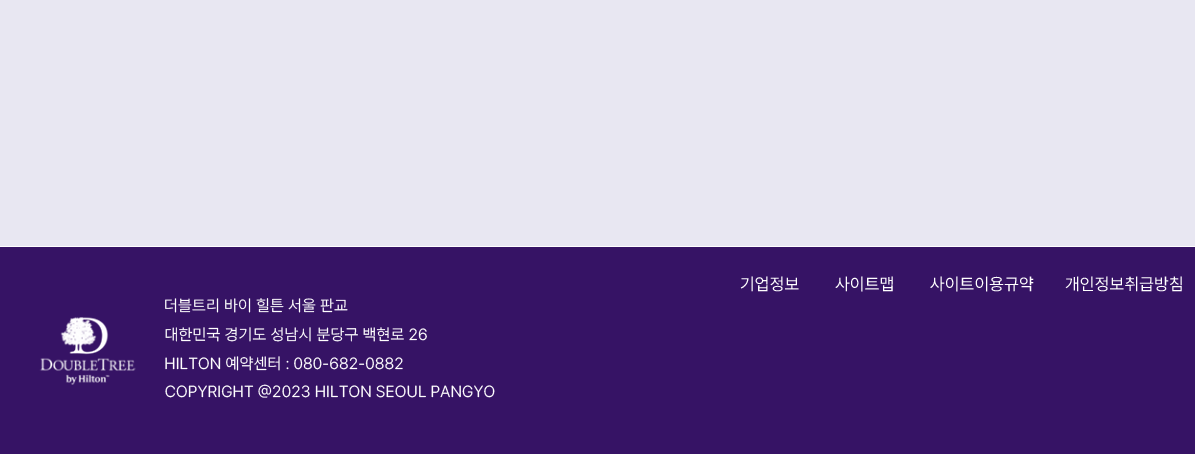 기업정보 사이트맵 사이트이용규약 개인정보취급방침
더블트리 바이 힐튼 서울 판교
대한민국 경기도 성남시 분당구 백현로 26
HILTON 예약센터 : 080-682-0882
COPYRIGHT @2023 HILTON SEOUL PANGYO
D
DOUBLETREE
by Hilton™